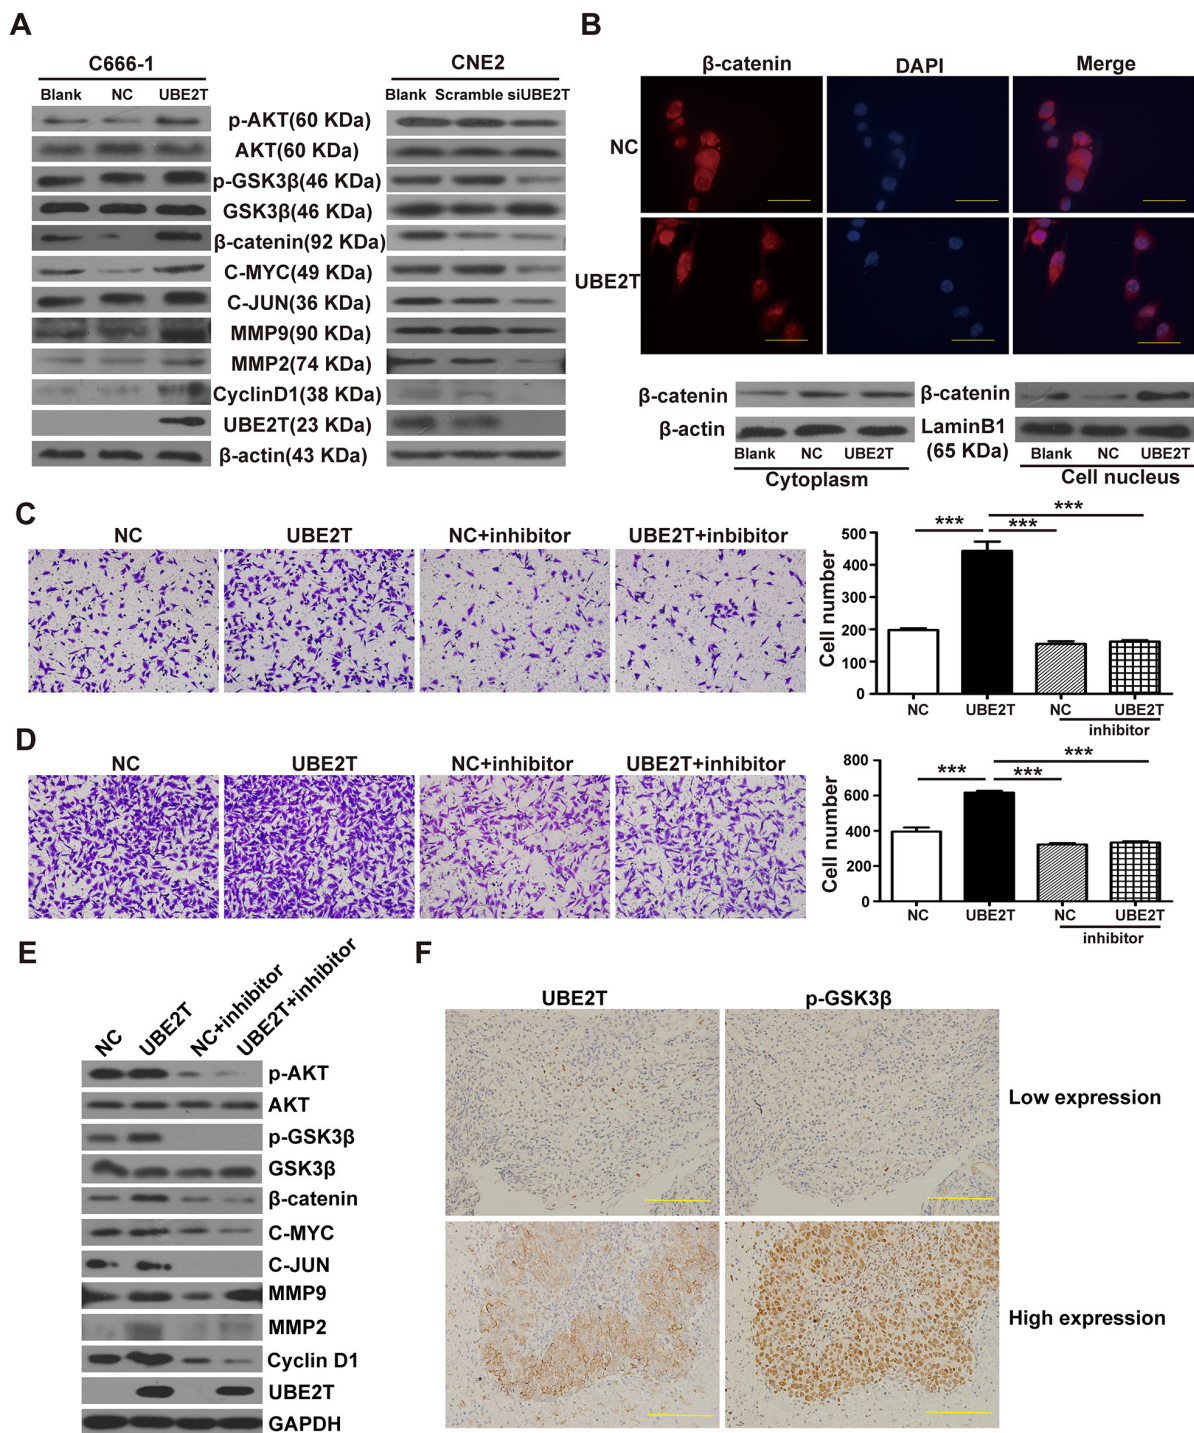 A
C666-1
Blank NC UBE2T
CNE2
Blank Scramble siUBE2T
p-AKT(60 KDa)
AKT(60 KDa)
p-GSK3β(46 KDa)
GSK3β(46 KDa)
β-catenin(92 KDa)
C-MYC(49 KDa)
C-JUN(36 KDa)
MMP9(90 KDa)
MMP2(74 KDa)
CyclinD1(38 KDa)
UBE2T(23 KDa)
β-actin(43 KDa)
B
β-catenin DAPI Merge
NC
UBE2T
β-catenin
β-actin
Blank NC UBE2T
Cytoplasm
β-catenin
LaminB1
(65 KDa)
Blank NC UBE2T
Cell nucleus
C
NC UBE2T NC+inhibitor UBE2T+inbibitor
Cell number
500
400
300
200
100
0
*** *** ***
NC UBE2T NC UBE2T
inhibitor
D
NC UBE2T NC+inhibitor UBE2T+inhibitor
Cell number
800
600
400
200
0
*** *** ***
NC UBE2T NC UBE2T
inhibitor
E
NC UBE2T NC+inhibitor UBE2T+inhibitor
p-AKT
AKT
p-GSK3β
GSK3β
β-catenin
C-MYC
C-JUN
MMP9
MMP2
Cyclin D1
UBE2T
GAPDH
F
UBE2T p-GSK3β
Low expression
High expression